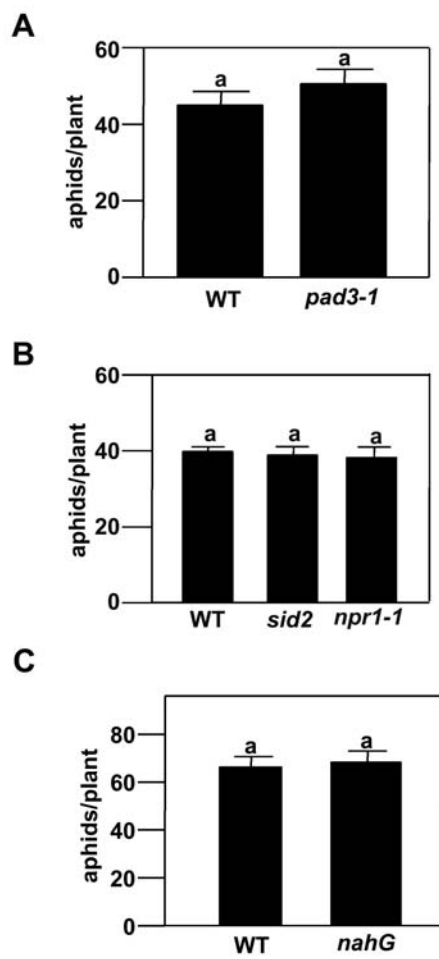 A
60
40
20
0
aphids/plant
a a
WT pad3-1
B
60
40
20
0
aphids/plant
a a a
WT sid2 npr1-1
C
80
60
40
20
0
aphids/plant
a a
WT nahG